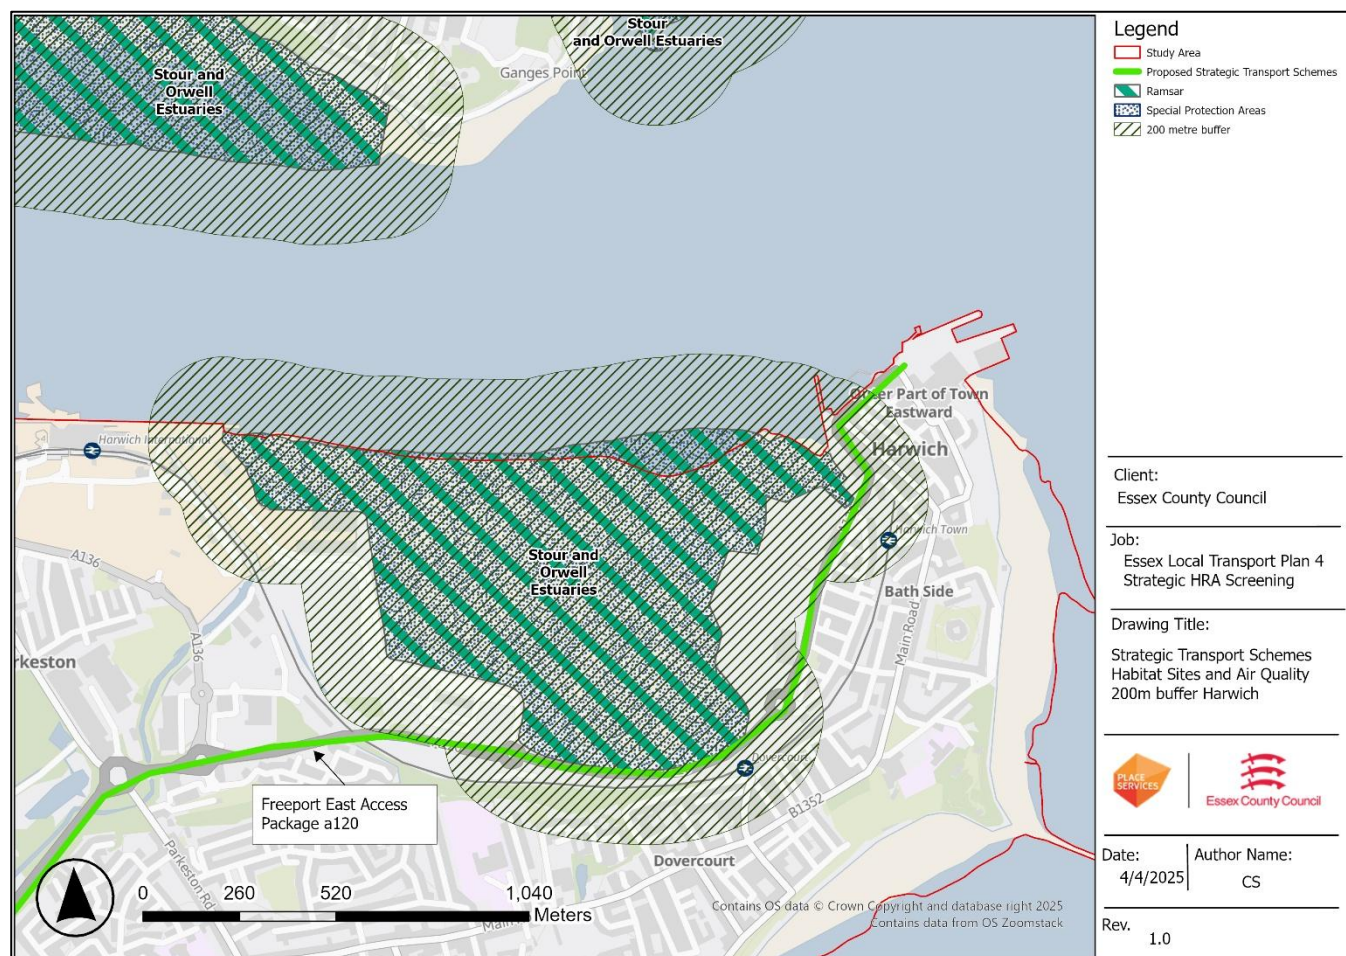 Stour
and Orwell Estuaries
Ganges Point
Stour and
Orwell
Estuaries
Outer Part of Town
Eastward
Harwich
Harwich International
Harwich Town
Stour and
Orwell
Estuaries
A136
A136
Bath Side
Main Road
rkeston
Dovercourt
B1352
Freeport East Access
Package a120
Dovercourt
Parkeston Rd
0 260 520 1,040
Meters
Contains OS data © Crown Copyright and database right 2025
Contains data from OS Zoomstack
Legend
Study Area
Proposed Strategic Transport Schemes
Ramsar
Special Protection Areas
200 metre buffer
Client:
Essex County Council
Job:
Essex Local Transport Plan 4
Strategic HRA Screening
Drawing Title:
Strategic Transport Schemes
Habitat Sites and Air Quality
200m buffer Harwich
PLACE
SERVICES
Essex County Council
Date:
4/4/2025
Author Name:
CS
Rev.
1.0